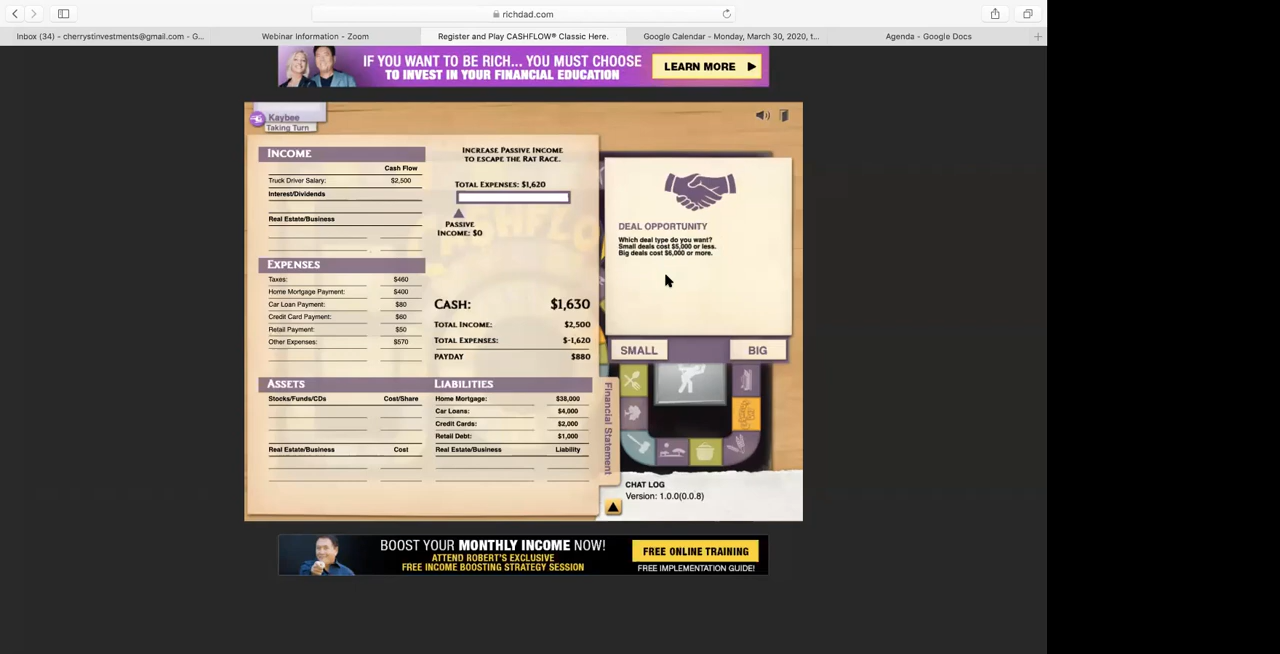 richdad.com
Inbox (34) - cherrystinvestments@gmail.com - G...
Webinar Information - Zoom
Register and Play CASHFLOW® Classic Here.
Google Calendar - Monday, March 30, 2020, t...
Agenda - Google Docs
IF YOU WANT TO BE RICH... YOU MUST CHOOSE
TO INVEST IN YOUR FINANCIAL EDUCATION
LEARN MORE
Kaybee
Taking Turn
INCOME
Cash Flow
Truck Driver Salary: $2,500
Interest/Dividends
Real Estate/Business
EXPENSES
Taxes: $460
Home Mortgage Payment: $400
Car Loan Payment: $80
Credit Card Payment: $60
Retail Payment: $50
Other Expenses: $570
INCREASE PASSIVE INCOME
TO ESCAPE THE RAT RACE.
TOTAL EXPENSES: $1,620
PASSIVE
INCOME: $0
CASH: $1,630
TOTAL INCOME: $2,500
TOTAL EXPENSES: $-1,620
PAYDAY $880
ASSETS
Stocks/Funds/CDs Cost/Share
Real Estate/Business Cost
LIABILITIES
Home Mortgage: $38,000
Car Loans: $4,000
Credit Cards: $2,000
Retail Debt: $1,000
Real Estate/Business Liability
Financial Statement
DEAL OPPORTUNITY
Which deal type do you want?
Small deals cost $5,000 or less.
Big deals cost $6,000 or more.
SMALL
BIG
CHAT LOG
Version: 1.0.0(0.0.8)
BOOST YOUR MONTHLY INCOME NOW!
ATTEND ROBERT'S EXCLUSIVE
FREE INCOME BOOSTING STRATEGY SESSION
FREE ONLINE TRAINING
FREE IMPLEMENTATION GUIDE!